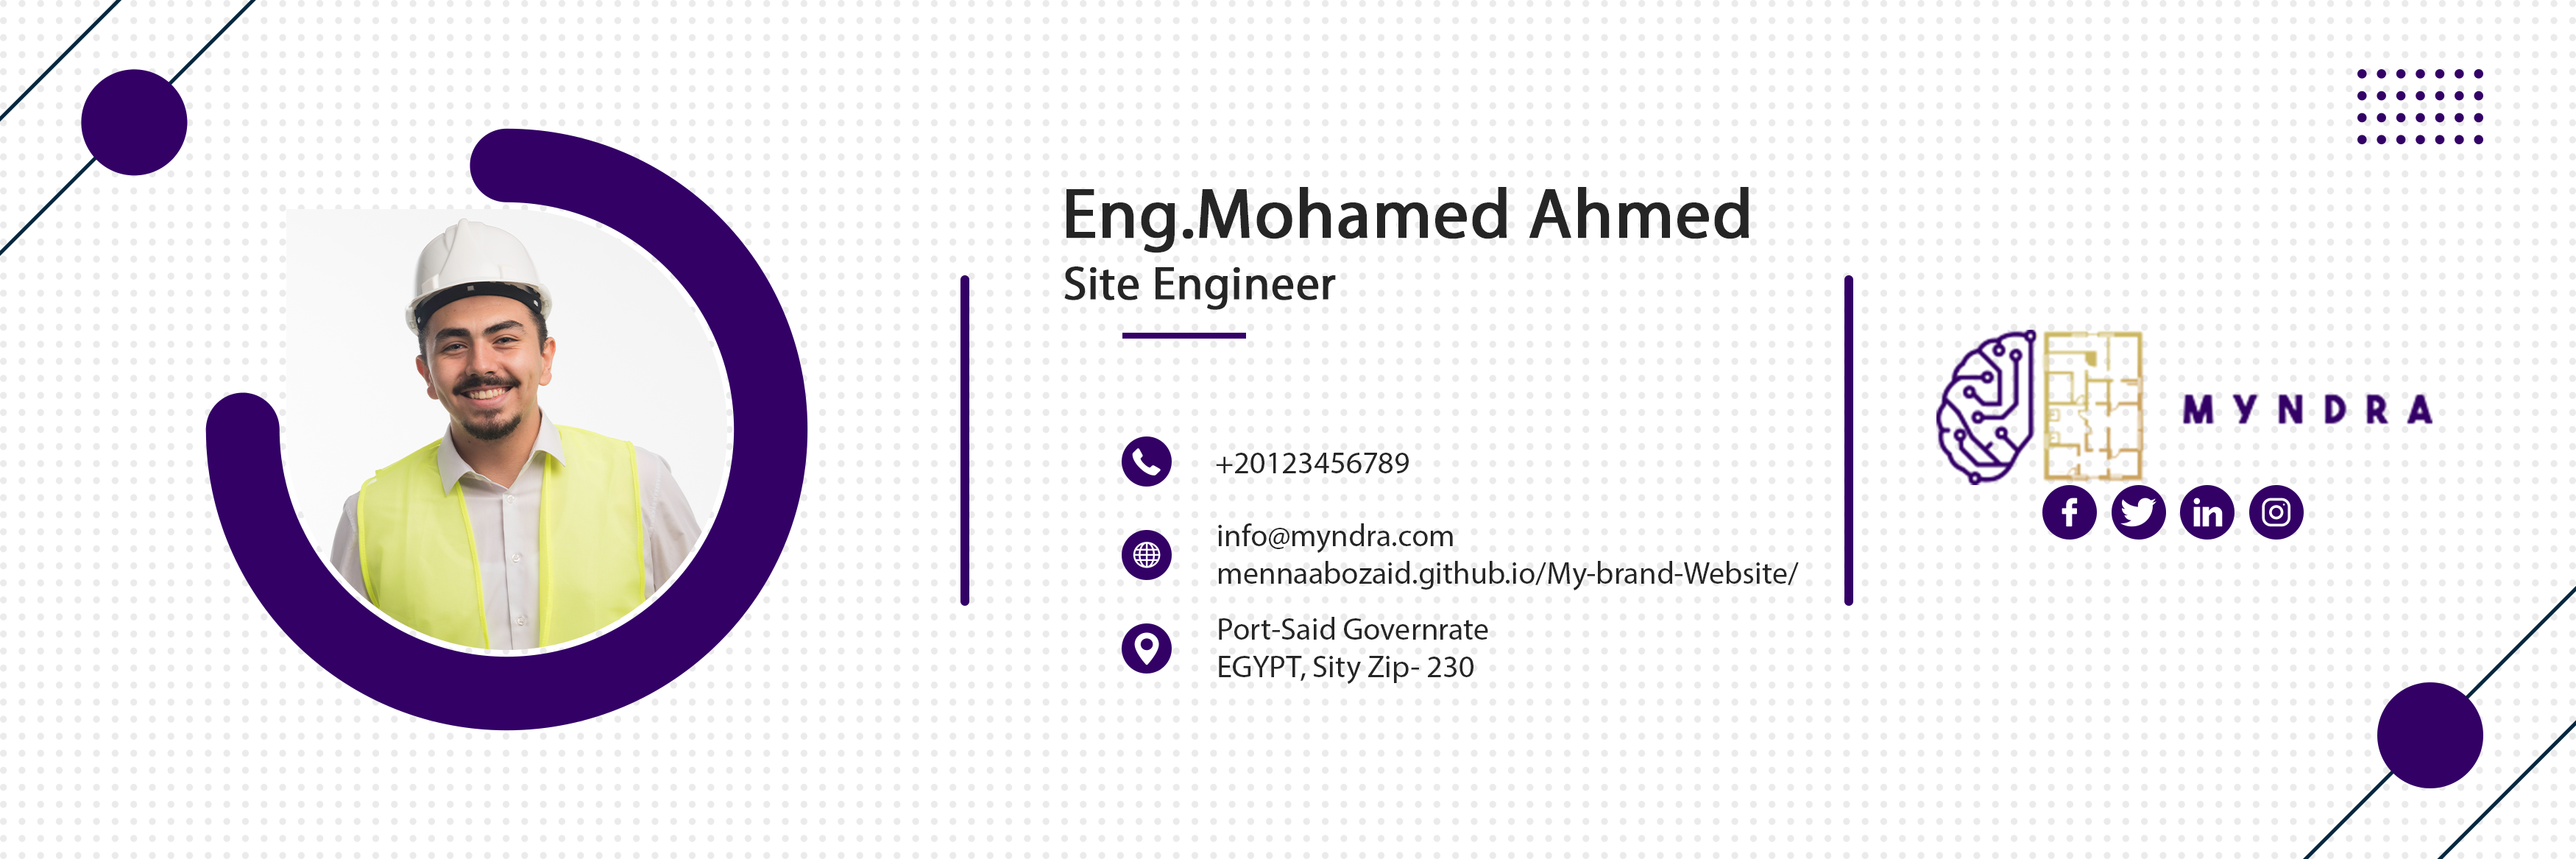 Eng.Mohamed Ahmed
Site Engineer
+20123456789
info@myndra.com
mennaabozaid.github.io/My-brand-Website/
Port-Said Governrate
EGYPT, Sity Zip- 230
MYNDRA